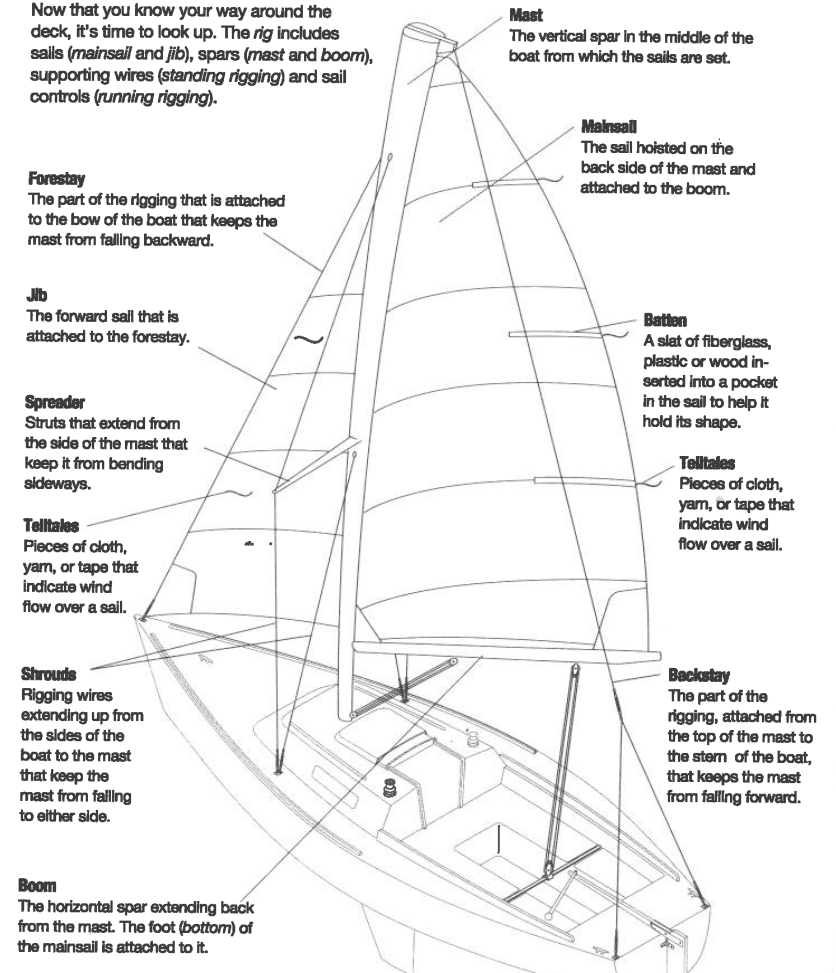 Now that you know your way around the
deck, it's time to look up. The rig includes
sails (mainsail and jib), spars (mast and boom),
supporting wires (standing rigging) and sail
controls (running rigging).
Mast
The vertical spar in the middle of the
boat from which the sails are set.
Mainsail
The sail hoisted on the
back side of the mast and
attached to the boom.
Forestay
The part of the rigging that is attached
to the bow of the boat that keeps the
mast from falling backward.
Jib
The forward sail that is
attached to the forestay.
Batten
A slat of fiberglass,
plastic or wood in-
serted into a pocket
in the sail to help it
hold its shape.
Spreader
Struts that extend from
the side of the mast that
keep it from bending
sideways.
Telltales
Pieces of cloth,
yarn, or tape that
indicate wind
flow over a sail.
Telltales
Pieces of cloth,
yarn, or tape that
indicate wind
flow over a sail.
Shrouds
Rigging wires
extending up from
the sides of the
boat to the mast
that keep the
mast from falling
to either side.
Backstay
The part of the
rigging, attached from
the top of the mast to
the stern of the boat,
that keeps the mast
from falling forward.
Boom
The horizontal spar extending back
from the mast. The foot (bottom) of
the mainsail is attached to it.